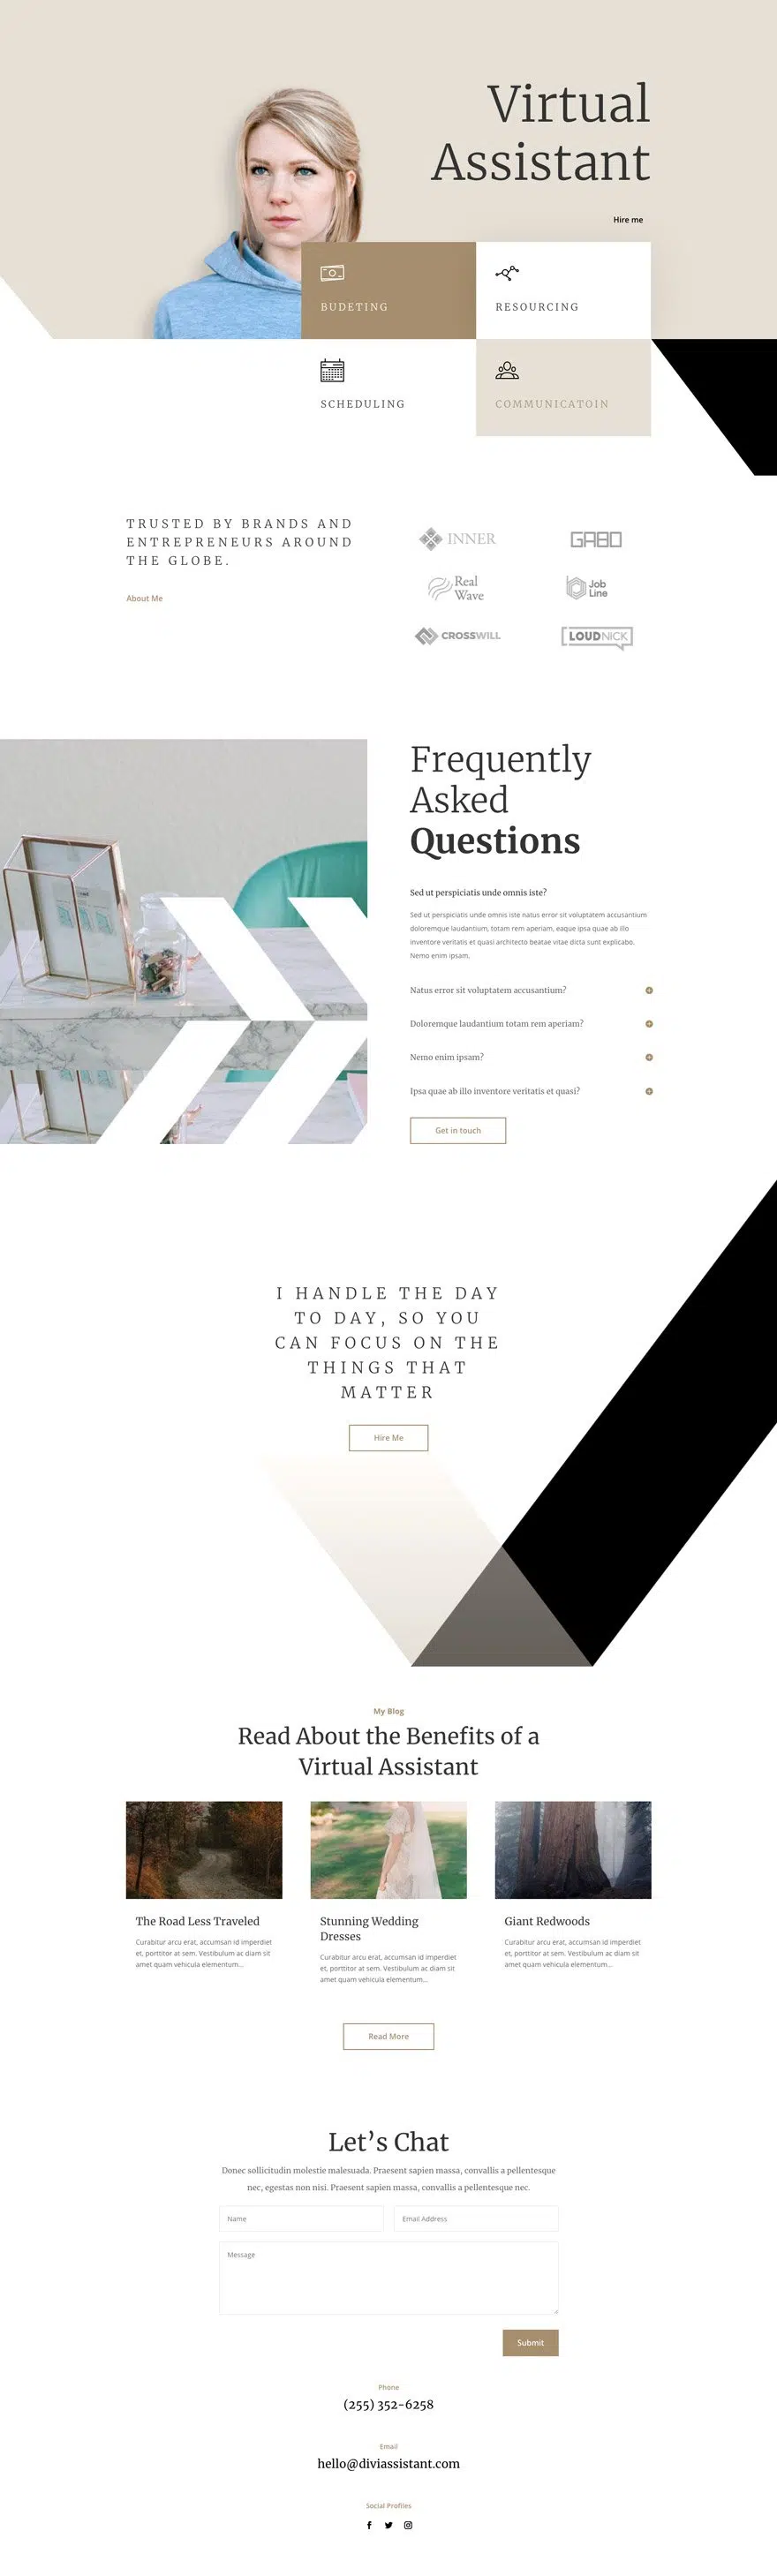 Virtual
Assistant
Hire me
BUDETING
RESOURCING
SCHEDULING
COMMUNICATOIN
TRUSTED BY BRANDS AND
ENTREPRENEURS AROUND
THE GLOBE.
About Me
INNER
GABO
Real
Wave
Job
Line
CROSSWILL
LOUDNICK
Frequently
Asked
Questions
Sed ut perspiciatis unde omnis iste?
Sed ut perspiciatis unde omnis iste natus error sit voluptatem accusantium
doloremque laudantium, totam rem aperiam, eaque ipsa quae ab illo
inventore veritatis et quasi architecto beatae vitae dicta sunt explicabo.
Nemo enim ipsam.
Natus error sit voluptatem accusantium?
Doloremque laudantium totam rem aperiam?
Nemo enim ipsam?
Ipsa quae ab illo inventore veritatis et quasi?
Get in touch
I HANDLE THE DAY
TO DAY, SO YOU
CAN FOCUS ON THE
THINGS THAT
MATTER
Hire Me
My Blog
Read About the Benefits of a
Virtual Assistant
The Road Less Traveled
Curabitur arcu erat, accumsan id imperdiet
et, porttitor at sem. Vestibulum ac diam sit
amet quam vehicula elementum...
Stunning Wedding
Dresses
Curabitur arcu erat, accumsan id imperdiet
et, porttitor at sem. Vestibulum ac diam sit
amet quam vehicula elementum...
Giant Redwoods
Curabitur arcu erat, accumsan id imperdiet
et, porttitor at sem. Vestibulum ac diam sit
amet quam vehicula elementum...
Read More
Let’s Chat
Donec sollicitudin molestie malesuada. Praesent sapien massa, convallis a pellentesque
nec, egestas non nisi. Praesent sapien massa, convallis a pellentesque nec.
Name
Email Address
Message
Submit
Phone
(255) 352-6258
Email
hello@diviassistant.com
Social Profiles